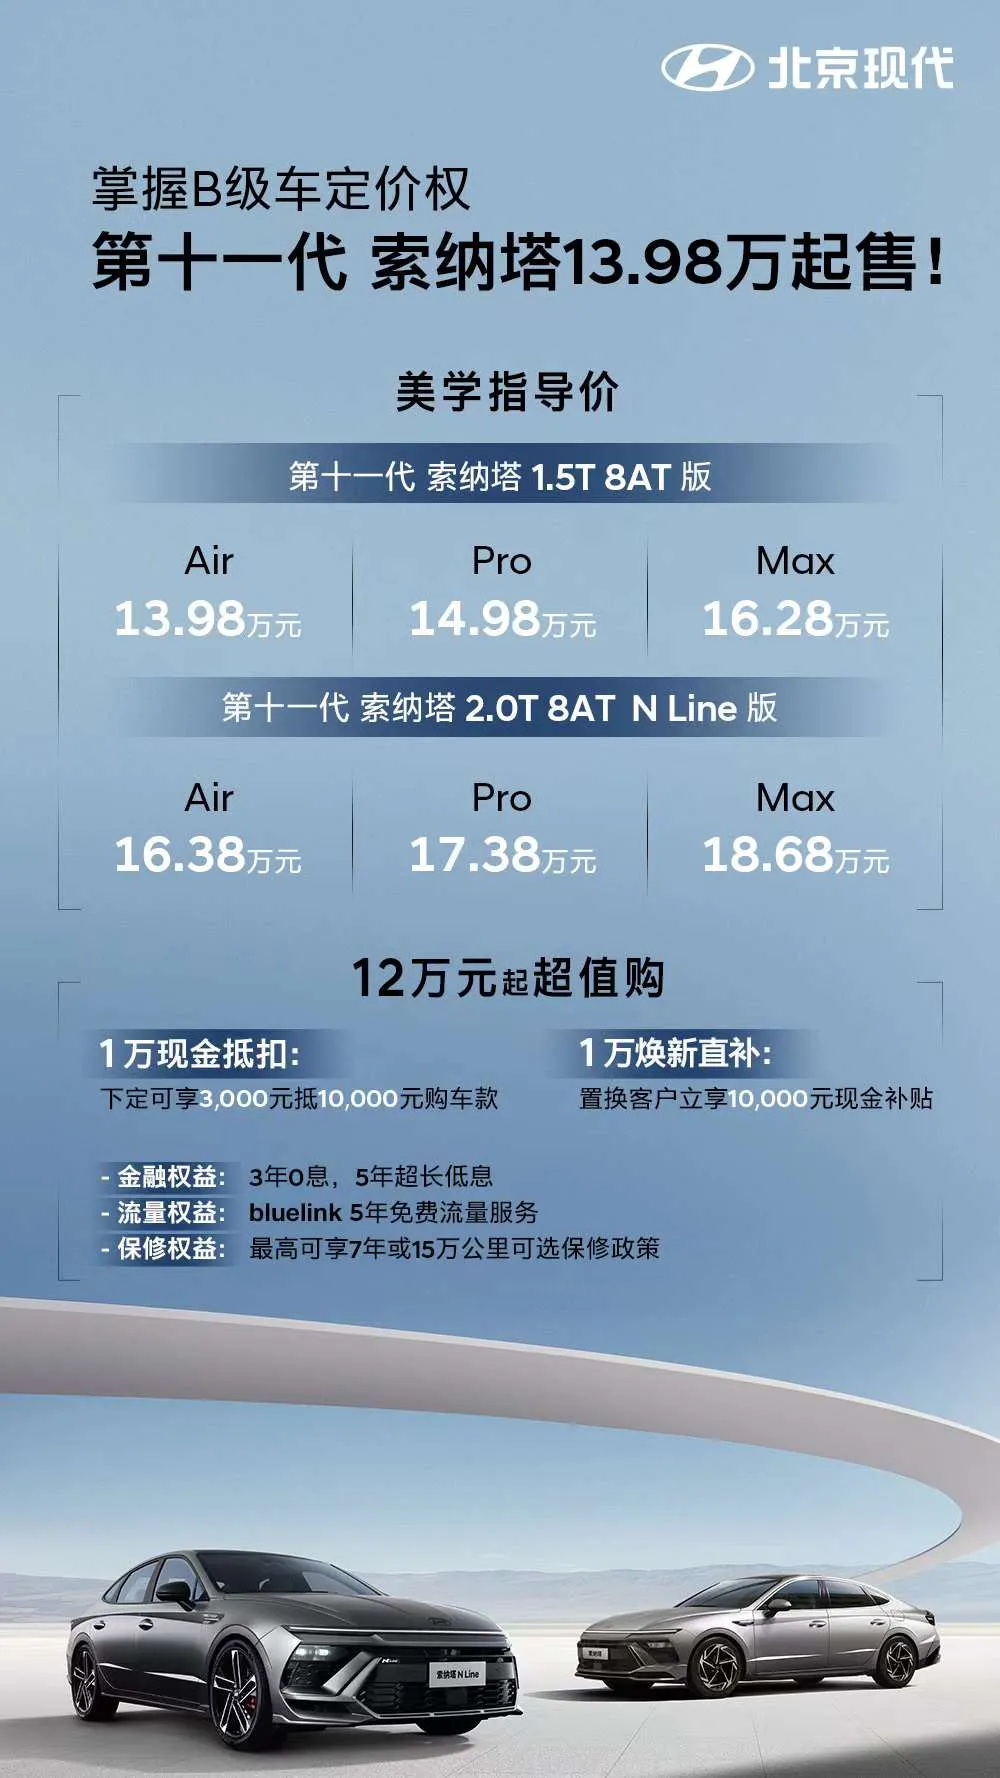 北京现代
掌握B级车定价权
第十一代 索纳塔13.98万起售！
美学指导价
第十一代 索纳塔 1.5T 8AT 版
Air Pro Max
13.98万元 14.98万元 16.28万元
第十一代 索纳塔 2.0T 8AT N Line 版
Air Pro Max
16.38万元 17.38万元 18.68万元
12万元起超值购
1万现金抵扣： 1万焕新直补：
下定可享3,000元抵10,000元购车款 置换客户立享10,000元现金补贴
- 金融权益： 3年0息，5年超长低息
- 流量权益： bluelink 5年免费流量服务
- 保修权益： 最高可享7年或15万公里可选保修政策
索纳塔
N Line
索纳塔 N Line